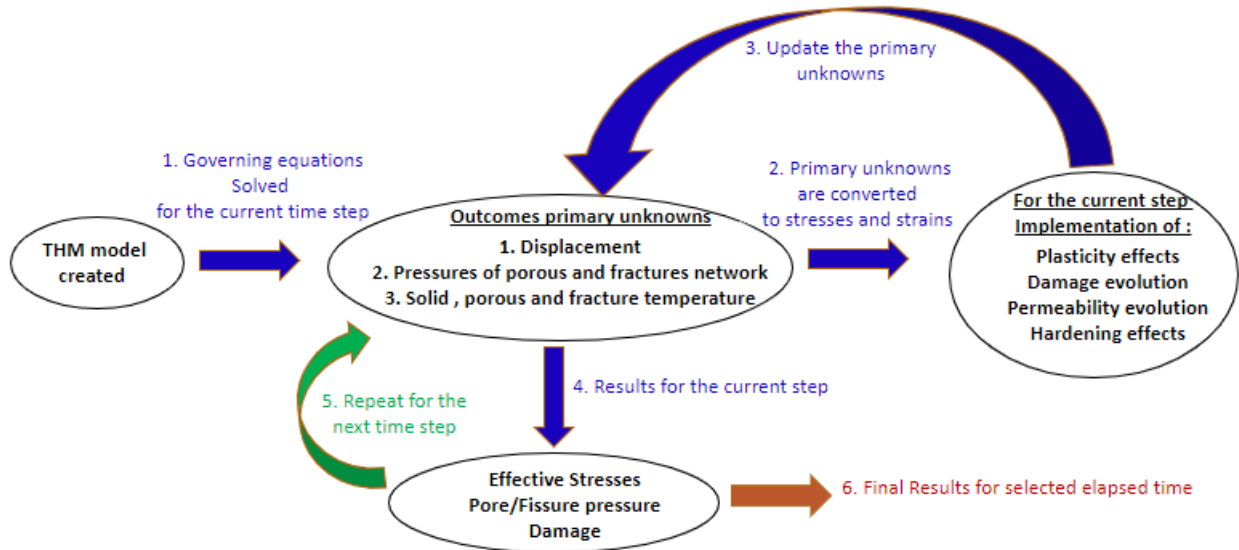 3. Update the primary
unknowns
1. Governing equations
Solved
for the current time step
2. Primary unknowns
are converted
to stresses and strains
THM model
created
Outcomes primary unknowns
1. Displacement
2. Pressures of porous and fractures network
3. Solid , porous and fracture temperature
For the current step
Implementation of :
Plasticity effects
Damage evolution
Permeability evolution
Hardening effects
4. Results for the current step
5. Repeat for the
next time step
Effective Stresses
Pore/Fissure pressure
Damage
6. Final Results for selected elapsed time